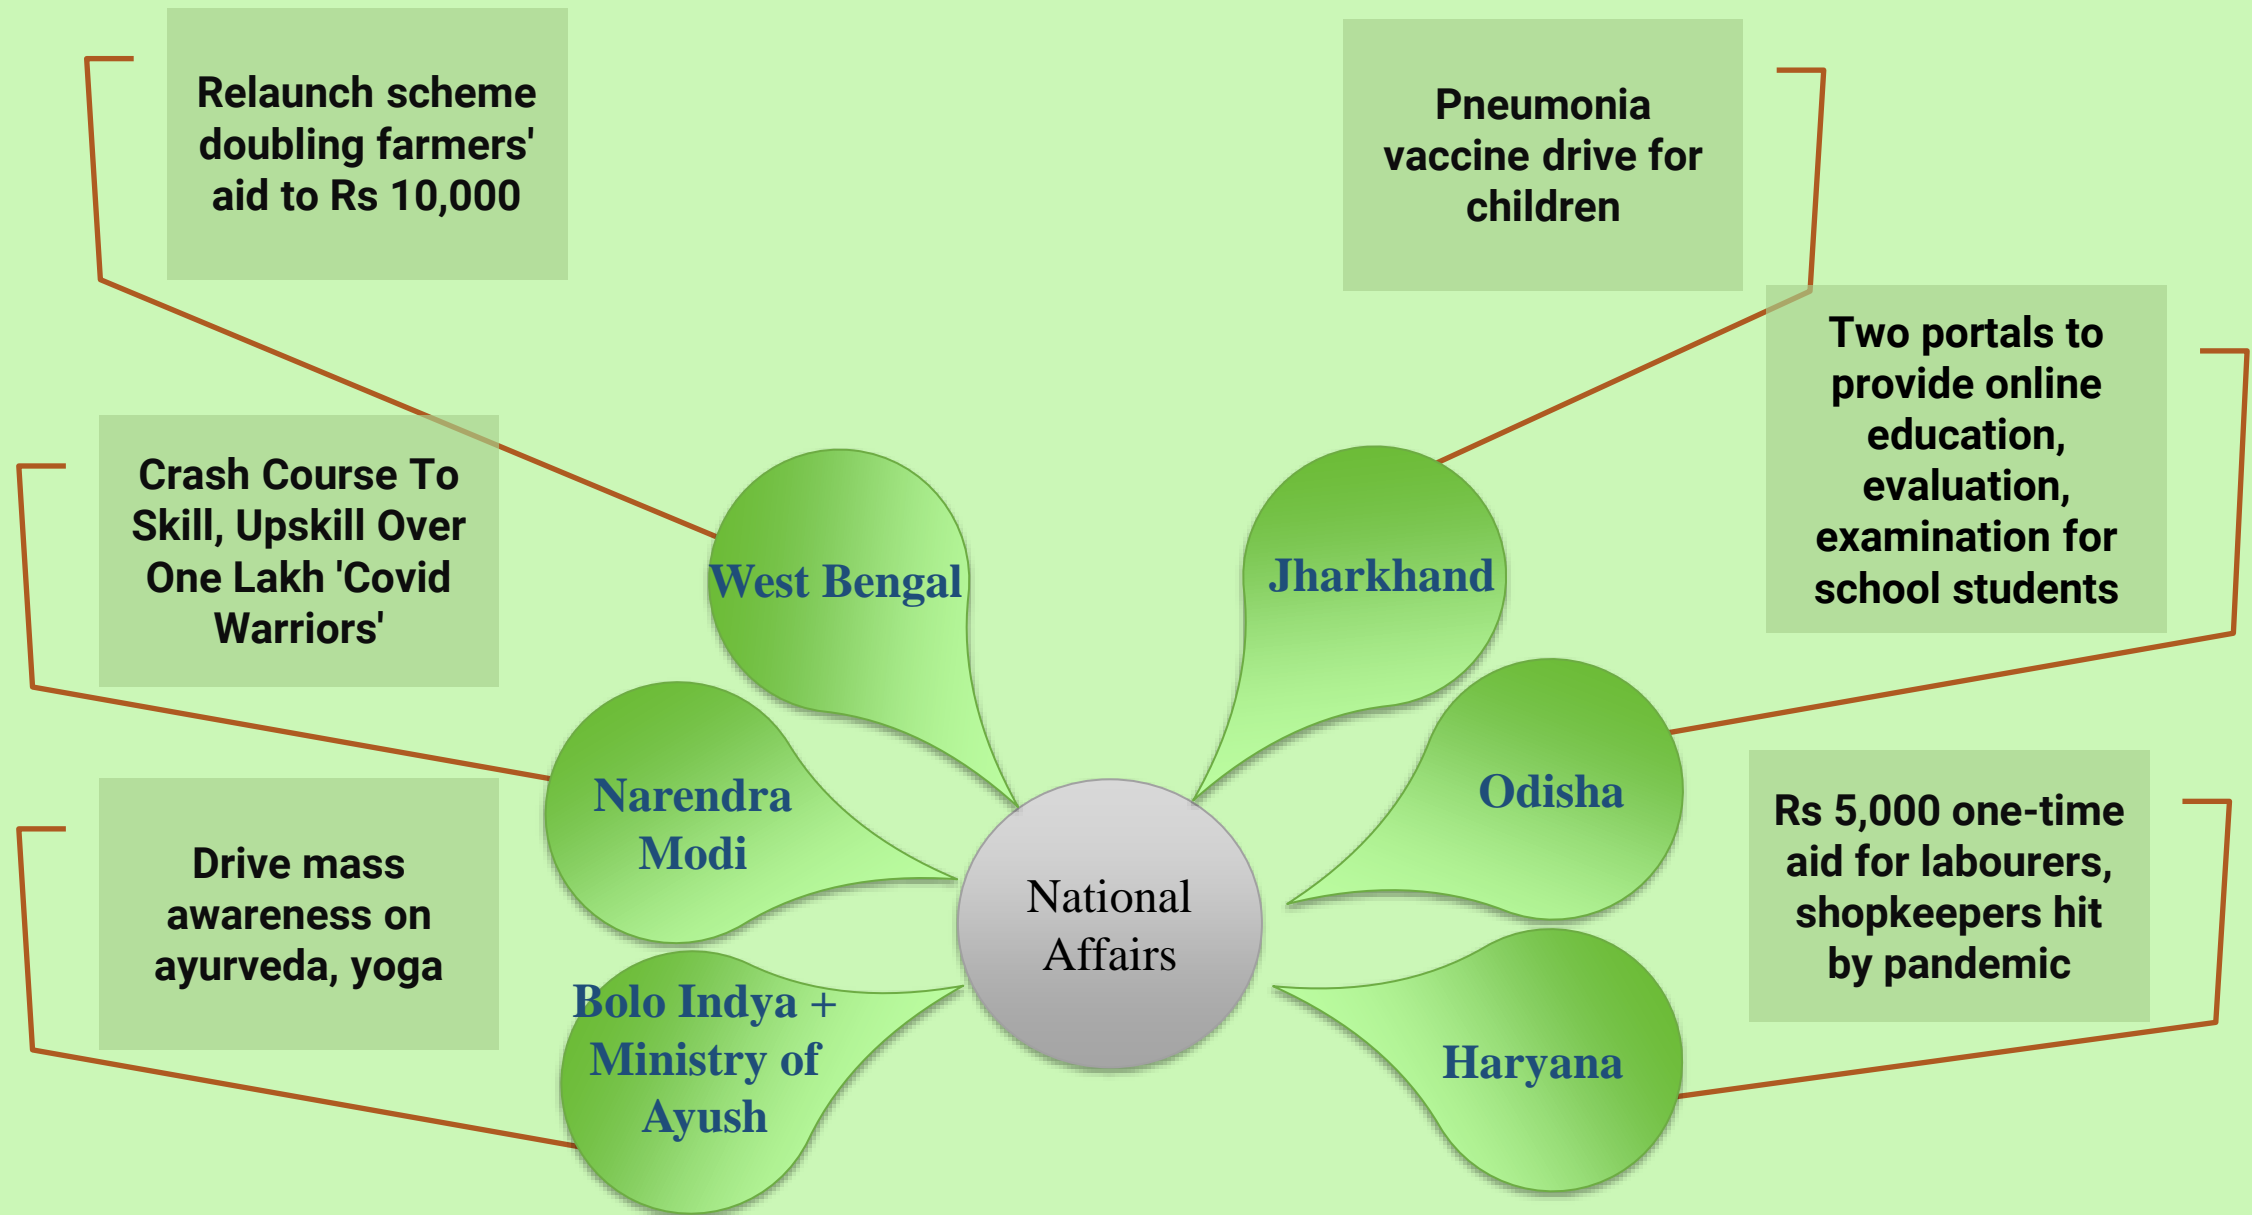 Relaunch scheme
doubling farmers'
aid to Rs 10,000
Pneumonia
vaccine drive for
children
Crash Course To
Skill, Upskill Over
One Lakh 'Covid
Warriors'
Two portals to
provide online
education,
evaluation,
examination for
school students
West Bengal
Jharkhand
Narendra
Modi
Odisha
Drive mass
awareness on
ayurveda, yoga
Rs 5,000 one-time
aid for labourers,
shopkeepers hit
by pandemic
National
Affairs
Bolo Indya +
Ministry of
Ayush
Haryana